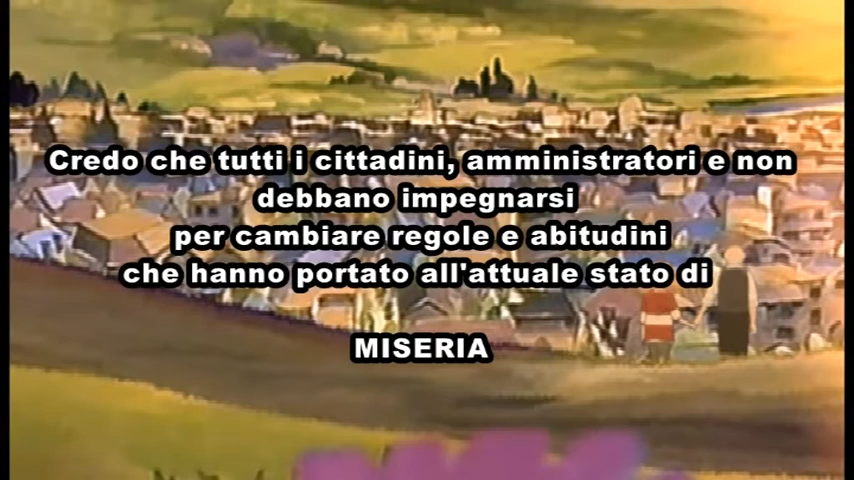 Credo che tutti i cittadini, amministratori e non
debbano impegnarsi
per cambiare regole e abitudini
che hanno portato all'attuale stato di
MISERIA